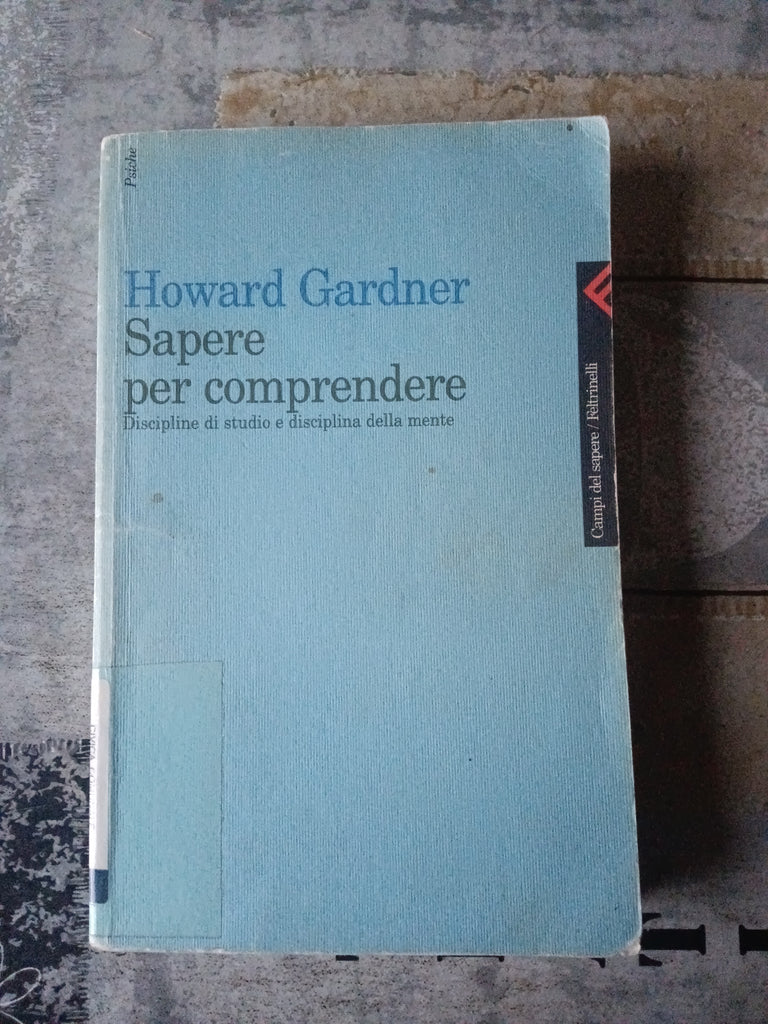 Psiche
Howard Gardner
Sapere
per comprendere
Discipline di studio e disciplina della mente
Campi del sapere / Feltrinelli